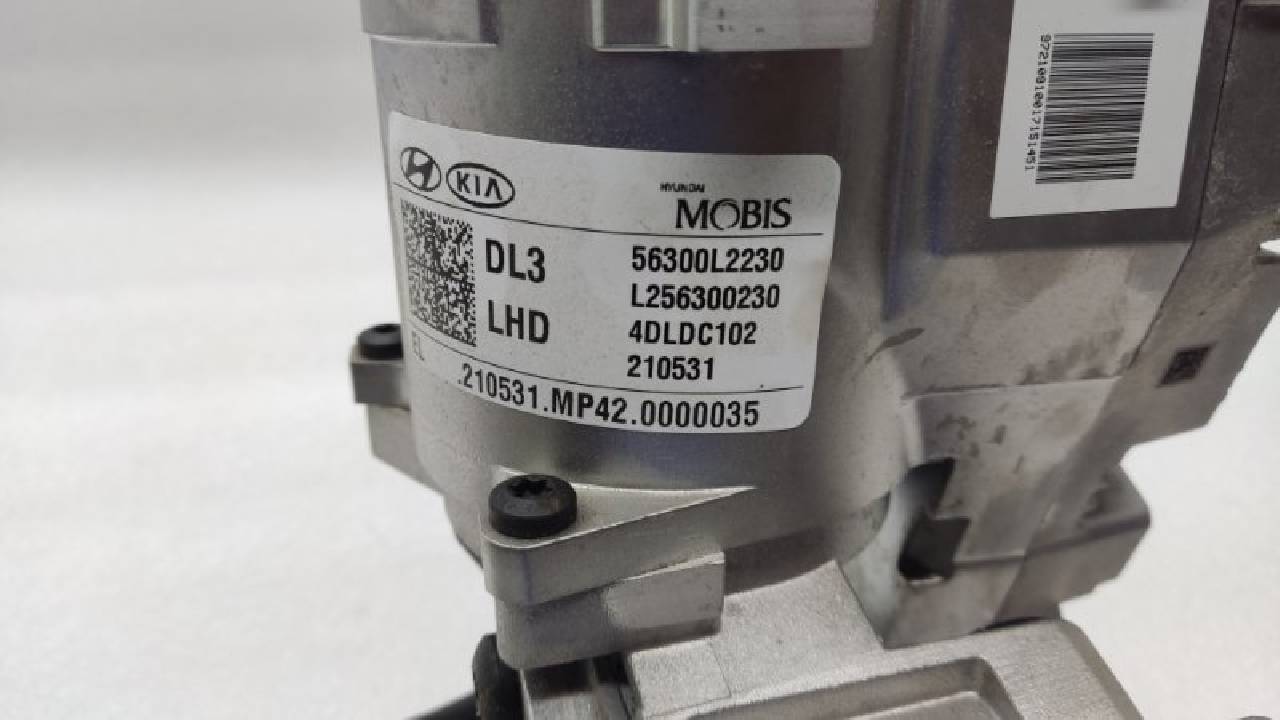 KIA
HYUNDAI
MOBIS
DL3
LHD
56300L2230
L256300230
4DLDC102
210531
EL
.210531.MP42.0000035